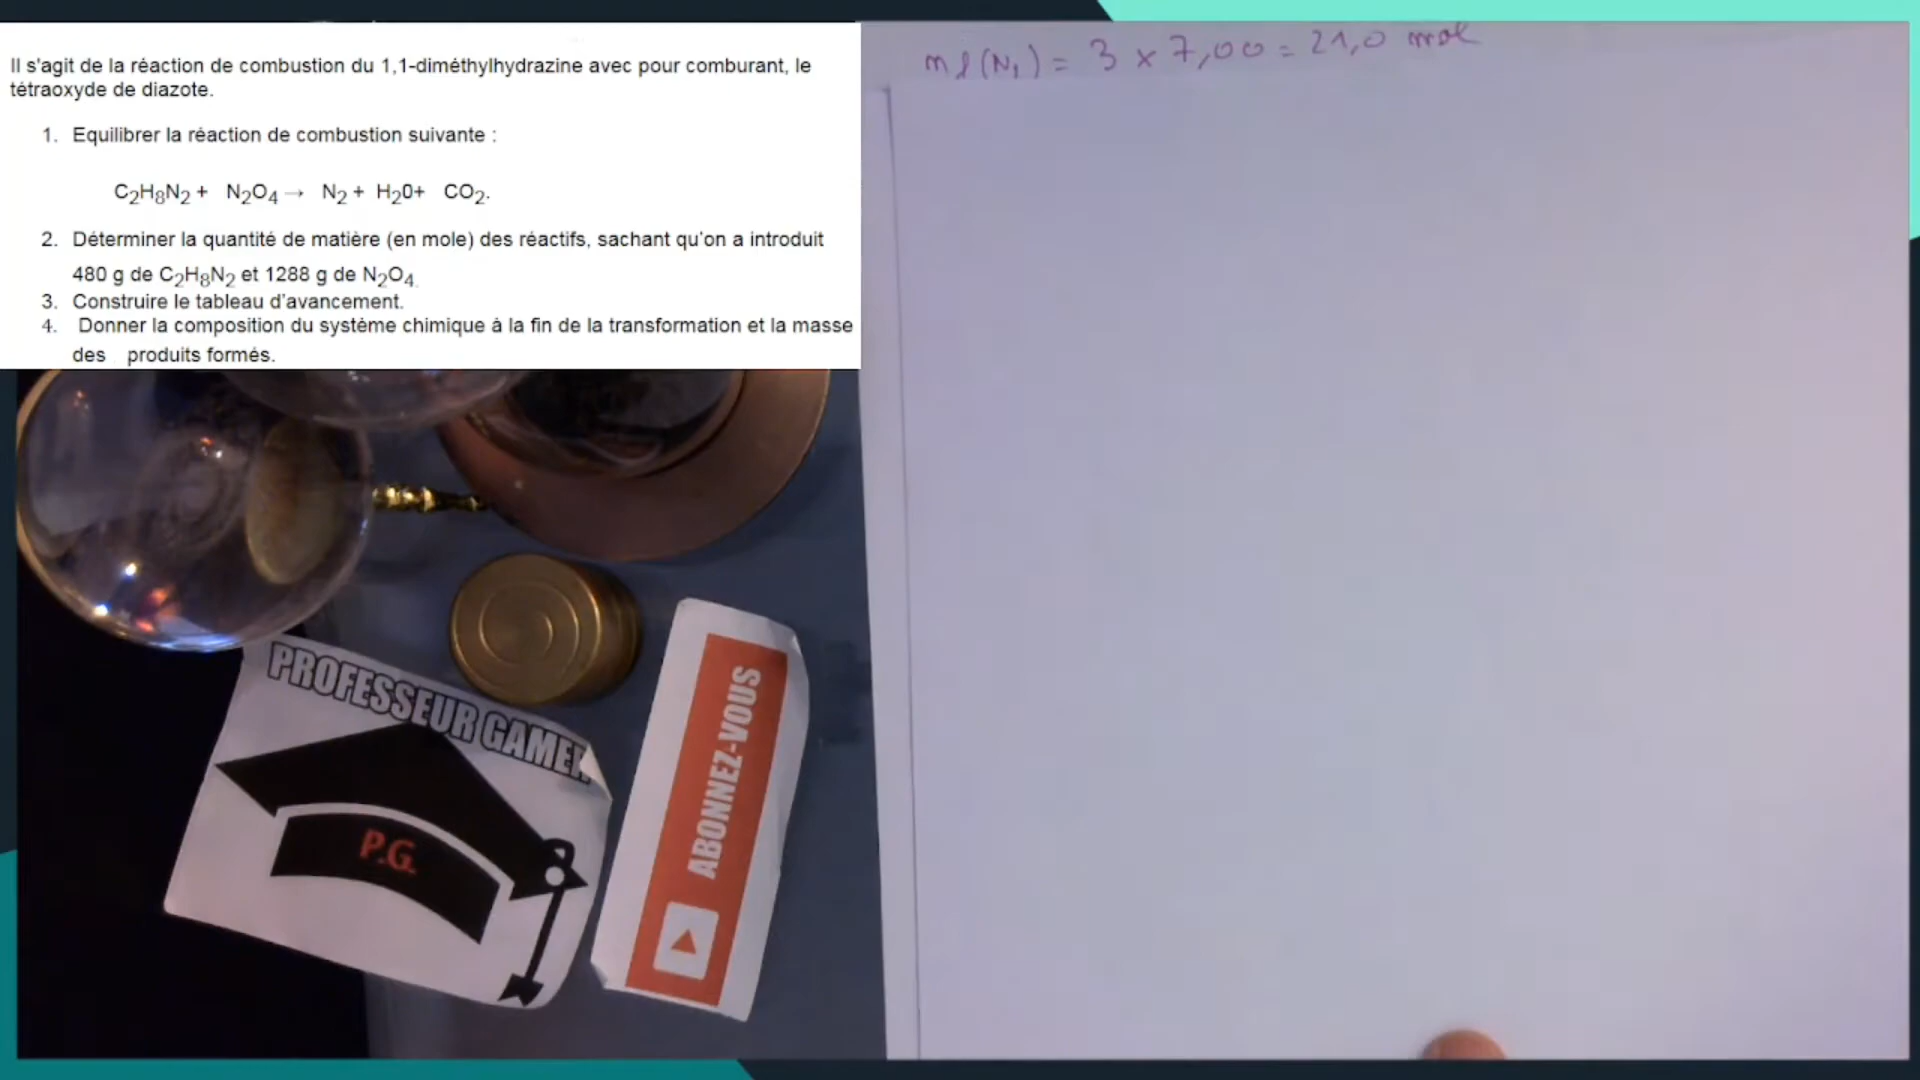 Il s'agit de la réaction de combustion du 1,1-diméthylhydrazine avec pour comburant, le
tétraoxyde de diazote.
1. Equilibrer la réaction de combustion suivante :
C2H8N2 + N2O4 → N2 + H20+ CO2.
2. Déterminer la quantité de matière (en mole) des réactifs, sachant qu'on a introduit
480 g de C2H8N2 et 1288 g de N2O4.
3. Construire le tableau d'avancement.
4. Donner la composition du système chimique à la fin de la transformation et la masse
des produits formés.
nf(N2) = 3 x 7,00 = 21,0 mol
PROFESSEUR GAMER
P.G.
ABONNEZ-VOUS